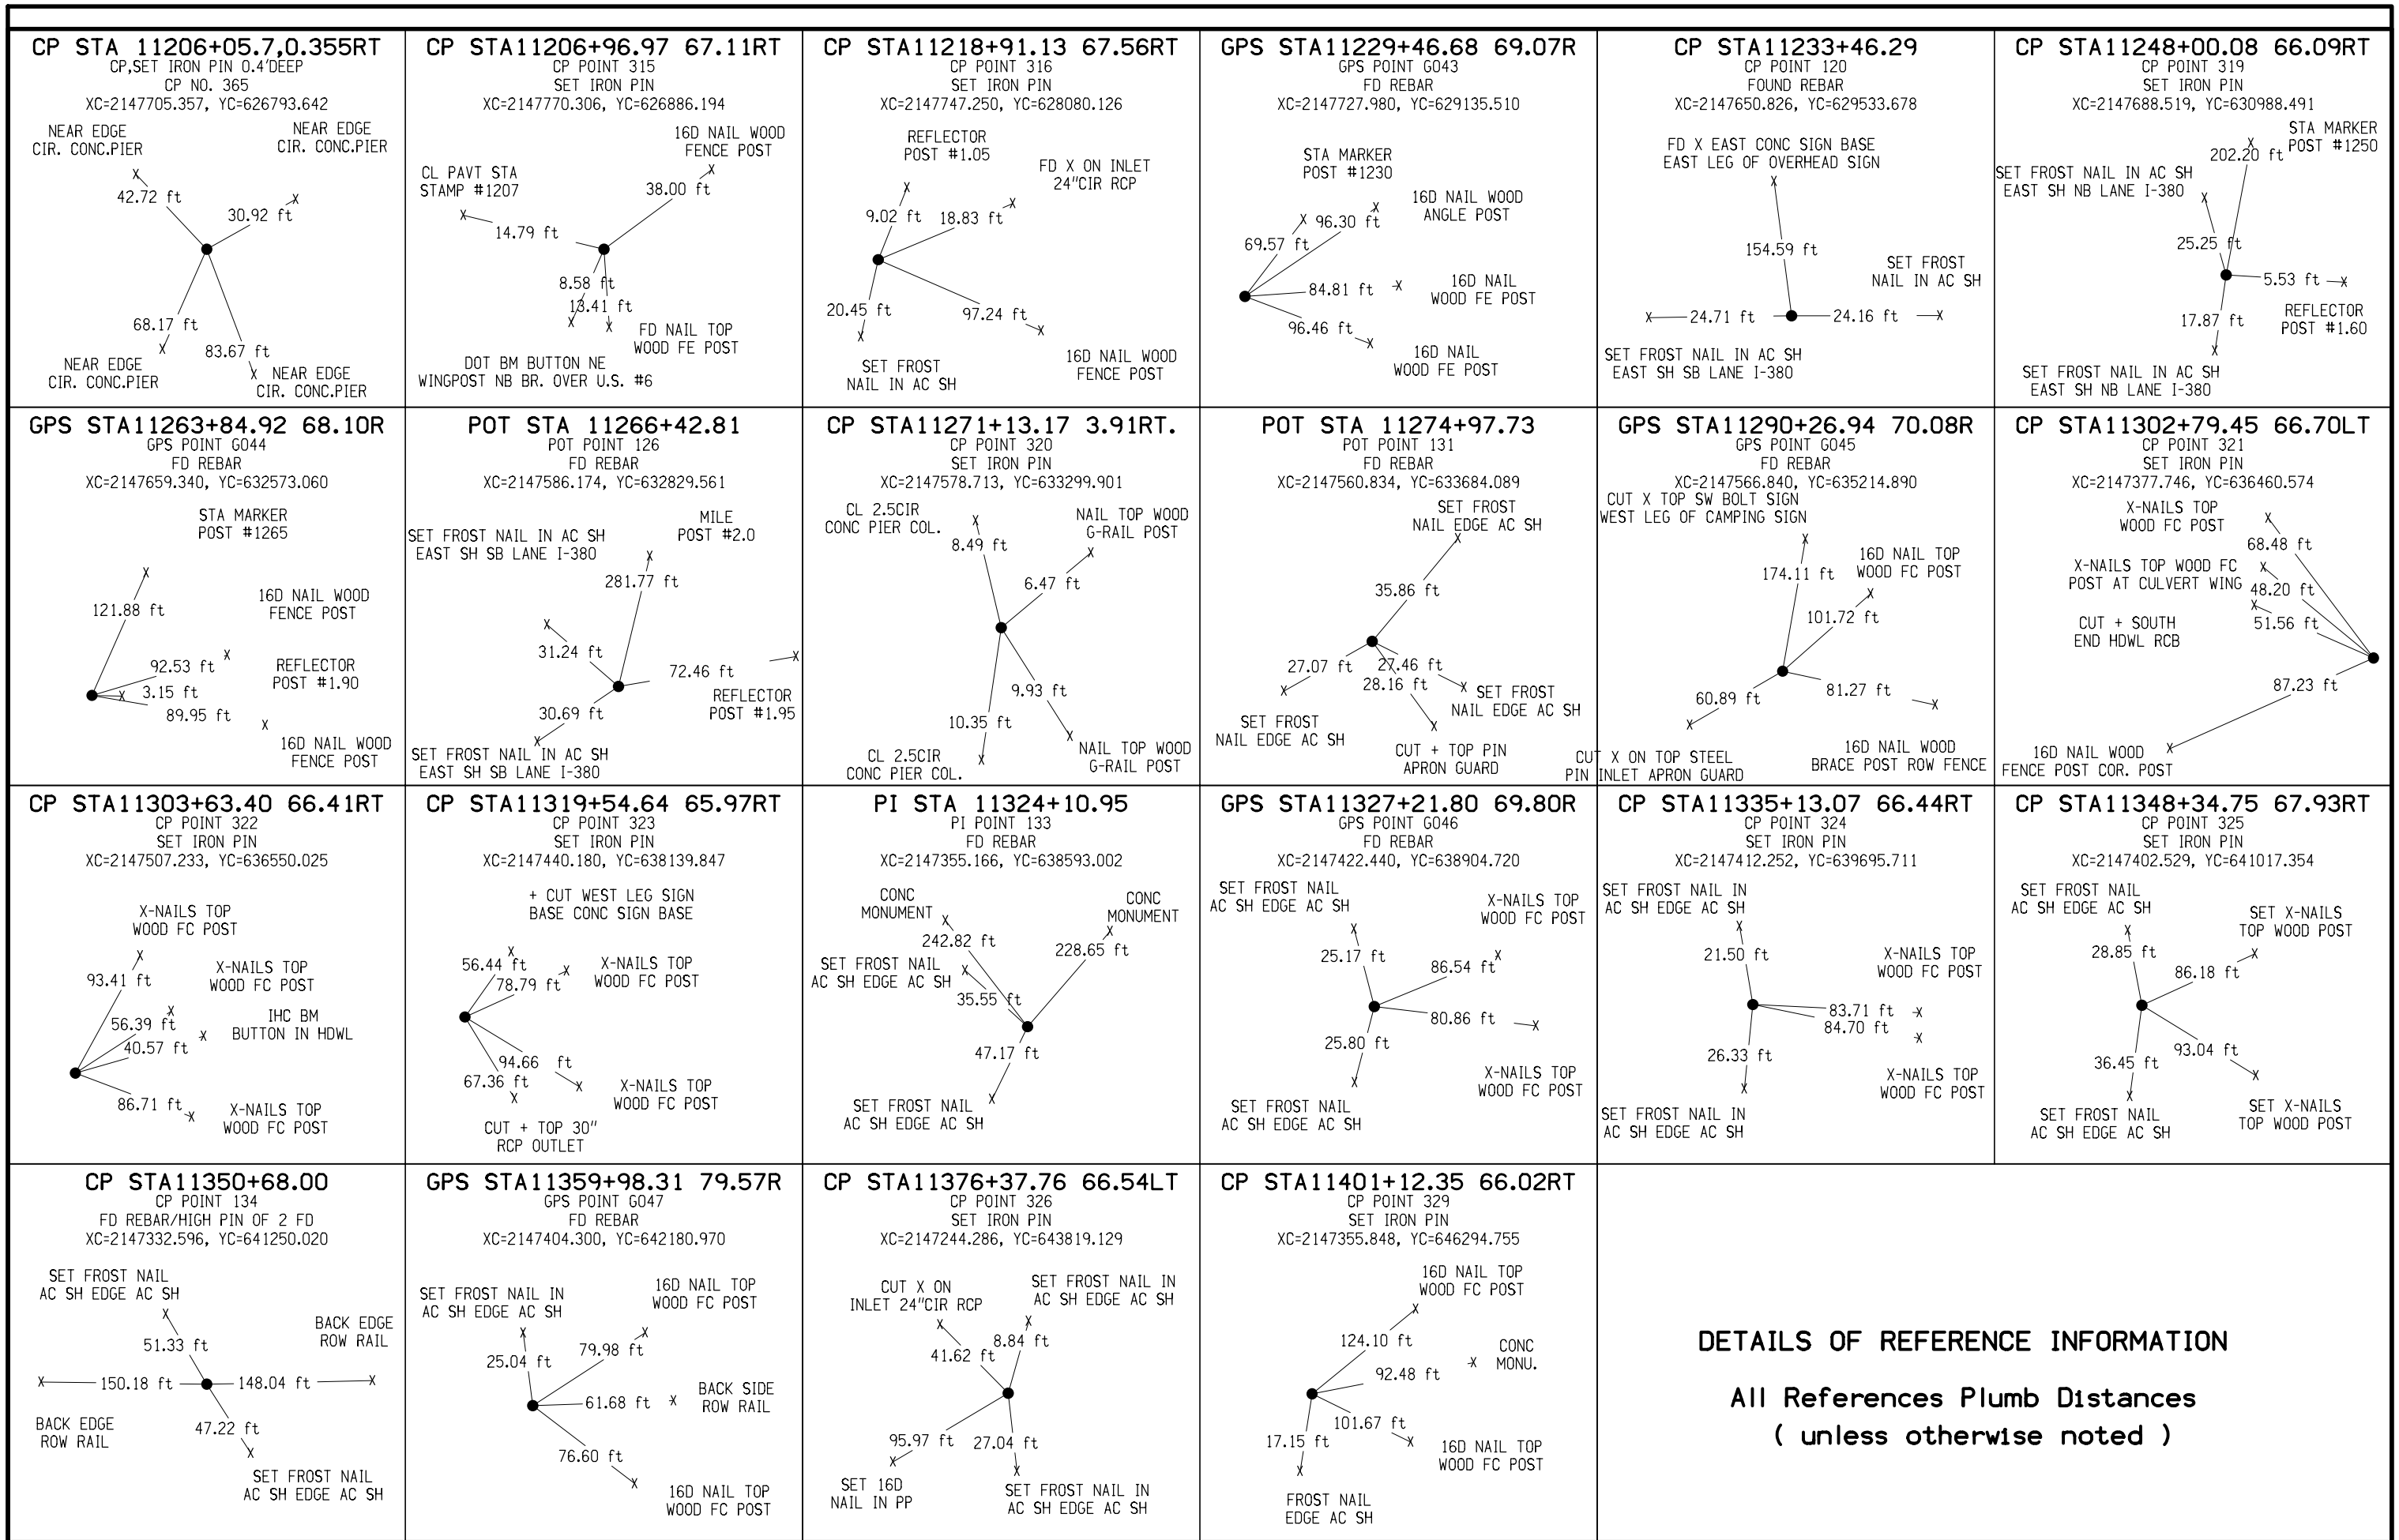 CP STA 11206+05.7,0.355RT
CP,SET IRON PIN 0.4'DEEP
CP NO. 365
XC=2147705.357, YC=626793.642
NEAR EDGE
CIR. CONC.PIER
NEAR EDGE
CIR. CONC.PIER
42.72 ft
30.92 ft
68.17 ft
83.67 ft
NEAR EDGE
CIR. CONC.PIER
NEAR EDGE
CIR. CONC.PIER
CP STA11206+96.97 67.11RT
CP POINT 315
SET IRON PIN
XC=2147770.306, YC=626886.194
16D NAIL WOOD
FENCE POST
CL PAVT STA
STAMP #1207
38.00 ft
14.79 ft
8.58 ft
13.41 ft
FD NAIL TOP
WOOD FE POST
DOT BM BUTTON NE
WINGPOST NB BR. OVER U.S. #6
CP STA11218+91.13 67.56RT
CP POINT 316
SET IRON PIN
XC=2147747.250, YC=628080.126
REFLECTOR
POST #1.05
FD X ON INLET
24"CIR RCP
9.02 ft
18.83 ft
20.45 ft
97.24 ft
SET FROST
NAIL IN AC SH
16D NAIL WOOD
FENCE POST
GPS STA11229+46.68 69.07R
GPS POINT G043
FD REBAR
XC=2147727.980, YC=629135.510
STA MARKER
POST #1230
16D NAIL WOOD
ANGLE POST
96.30 ft
69.57 ft
84.81 ft
16D NAIL
WOOD FE POST
96.46 ft
16D NAIL
WOOD FE POST
CP STA11233+46.29
CP POINT 120
FOUND REBAR
XC=2147650.826, YC=629533.678
FD X EAST CONC SIGN BASE
EAST LEG OF OVERHEAD SIGN
154.59 ft
SET FROST
NAIL IN AC SH
24.71 ft
24.16 ft
SET FROST NAIL IN AC SH
EAST SH SB LANE I-380
CP STA11248+00.08 66.09RT
CP POINT 319
SET IRON PIN
XC=2147688.519, YC=630988.491
STA MARKER
POST #1250
202.20 ft
SET FROST NAIL IN AC SH
EAST SH NB LANE I-380
25.25 ft
5.53 ft
17.87 ft
REFLECTOR
POST #1.60
SET FROST NAIL IN AC SH
EAST SH NB LANE I-380
GPS STA11263+84.92 68.10R
GPS POINT G044
FD REBAR
XC=2147659.340, YC=632573.060
STA MARKER
POST #1265
121.88 ft
16D NAIL WOOD
FENCE POST
92.53 ft
REFLECTOR
POST #1.90
3.15 ft
89.95 ft
16D NAIL WOOD
FENCE POST
POT STA 11266+42.81
POT POINT 126
FD REBAR
XC=2147586.174, YC=632829.561
MILE
POST #2.0
SET FROST NAIL IN AC SH
EAST SH SB LANE I-380
281.77 ft
31.24 ft
72.46 ft
REFLECTOR
POST #1.95
30.69 ft
SET FROST NAIL IN AC SH
EAST SH SB LANE I-380
CP STA11271+13.17 3.91RT.
CP POINT 320
SET IRON PIN
XC=2147578.713, YC=633299.901
CL 2.5CIR
CONC PIER COL.
NAIL TOP WOOD
G-RAIL POST
8.49 ft
6.47 ft
9.93 ft
10.35 ft
CL 2.5CIR
CONC PIER COL.
NAIL TOP WOOD
G-RAIL POST
POT STA 11274+97.73
POT POINT 131
FD REBAR
XC=2147560.834, YC=633684.089
SET FROST
NAIL EDGE AC SH
35.86 ft
27.07 ft
27.46 ft
28.16 ft
SET FROST
NAIL EDGE AC SH
SET FROST
NAIL EDGE AC SH
CUT + TOP PIN
APRON GUARD
GPS STA11290+26.94 70.08R
GPS POINT G045
FD REBAR
XC=2147566.840, YC=635214.890
CUT X TOP SW BOLT SIGN
WEST LEG OF CAMPING SIGN
16D NAIL TOP
WOOD FC POST
174.11 ft
101.72 ft
60.89 ft
81.27 ft
CUT X ON TOP STEEL
PIN INLET APRON GUARD
16D NAIL WOOD
BRACE POST ROW FENCE
CP STA11302+79.45 66.70LT
CP POINT 321
SET IRON PIN
XC=2147377.746, YC=636460.574
X-NAILS TOP
WOOD FC POST
68.48 ft
X-NAILS TOP WOOD FC
POST AT CULVERT WING
48.20 ft
CUT + SOUTH
END HDWL RCB
51.56 ft
87.23 ft
16D NAIL WOOD
FENCE POST COR. POST
CP STA11303+63.40 66.41RT
CP POINT 322
SET IRON PIN
XC=2147507.233, YC=636550.025
X-NAILS TOP
WOOD FC POST
93.41 ft
X-NAILS TOP
WOOD FC POST
56.39 ft
IHC BM
BUTTON IN HDWL
40.57 ft
86.71 ft
X-NAILS TOP
WOOD FC POST
CP STA11319+54.64 65.97RT
CP POINT 323
SET IRON PIN
XC=2147440.180, YC=638139.847
+ CUT WEST LEG SIGN
BASE CONC SIGN BASE
56.44 ft
78.79 ft
X-NAILS TOP
WOOD FC POST
94.66 ft
67.36 ft
X-NAILS TOP
WOOD FC POST
CUT + TOP 30"
RCP OUTLET
PI STA 11324+10.95
PI POINT 133
FD REBAR
XC=2147355.166, YC=638593.002
CONC
MONUMENT
CONC
MONUMENT
242.82 ft
228.65 ft
SET FROST NAIL
AC SH EDGE AC SH
35.55 ft
47.17 ft
SET FROST NAIL
AC SH EDGE AC SH
GPS STA11327+21.80 69.80R
GPS POINT G046
FD REBAR
XC=2147422.440, YC=638904.720
SET FROST NAIL
AC SH EDGE AC SH
X-NAILS TOP
WOOD FC POST
25.17 ft
86.54 ft
80.86 ft
25.80 ft
X-NAILS TOP
WOOD FC POST
SET FROST NAIL
AC SH EDGE AC SH
CP STA11335+13.07 66.44RT
CP POINT 324
SET IRON PIN
XC=2147412.252, YC=639695.711
SET FROST NAIL IN
AC SH EDGE AC SH
21.50 ft
X-NAILS TOP
WOOD FC POST
83.71 ft
84.70 ft
26.33 ft
X-NAILS TOP
WOOD FC POST
SET FROST NAIL IN
AC SH EDGE AC SH
CP STA11348+34.75 67.93RT
CP POINT 325
SET IRON PIN
XC=2147402.529, YC=641017.354
SET FROST NAIL
AC SH EDGE AC SH
SET X-NAILS
TOP WOOD POST
28.85 ft
86.18 ft
93.04 ft
36.45 ft
SET FROST NAIL
AC SH EDGE AC SH
SET X-NAILS
TOP WOOD POST
CP STA11350+68.00
CP POINT 134
FD REBAR/HIGH PIN OF 2 FD
XC=2147332.596, YC=641250.020
SET FROST NAIL
AC SH EDGE AC SH
BACK EDGE
ROW RAIL
51.33 ft
150.18 ft
148.04 ft
BACK EDGE
ROW RAIL
47.22 ft
SET FROST NAIL
AC SH EDGE AC SH
GPS STA11359+98.31 79.57R
GPS POINT G047
FD REBAR
XC=2147404.300, YC=642180.970
SET FROST NAIL IN
AC SH EDGE AC SH
16D NAIL TOP
WOOD FC POST
25.04 ft
79.98 ft
61.68 ft
BACK SIDE
ROW RAIL
76.60 ft
16D NAIL TOP
WOOD FC POST
CP STA11376+37.76 66.54LT
CP POINT 326
SET IRON PIN
XC=2147244.286, YC=643819.129
CUT X ON
INLET 24"CIR RCP
SET FROST NAIL IN
AC SH EDGE AC SH
8.84 ft
41.62 ft
95.97 ft
27.04 ft
SET 16D
NAIL IN PP
SET FROST NAIL IN
AC SH EDGE AC SH
CP STA11401+12.35 66.02RT
CP POINT 329
SET IRON PIN
XC=2147355.848, YC=646294.755
16D NAIL TOP
WOOD FC POST
124.10 ft
CONC
MONU.
92.48 ft
101.67 ft
17.15 ft
16D NAIL TOP
WOOD FC POST
FROST NAIL
EDGE AC SH
DETAILS OF REFERENCE INFORMATION
All References Plumb Distances
( unless otherwise noted )